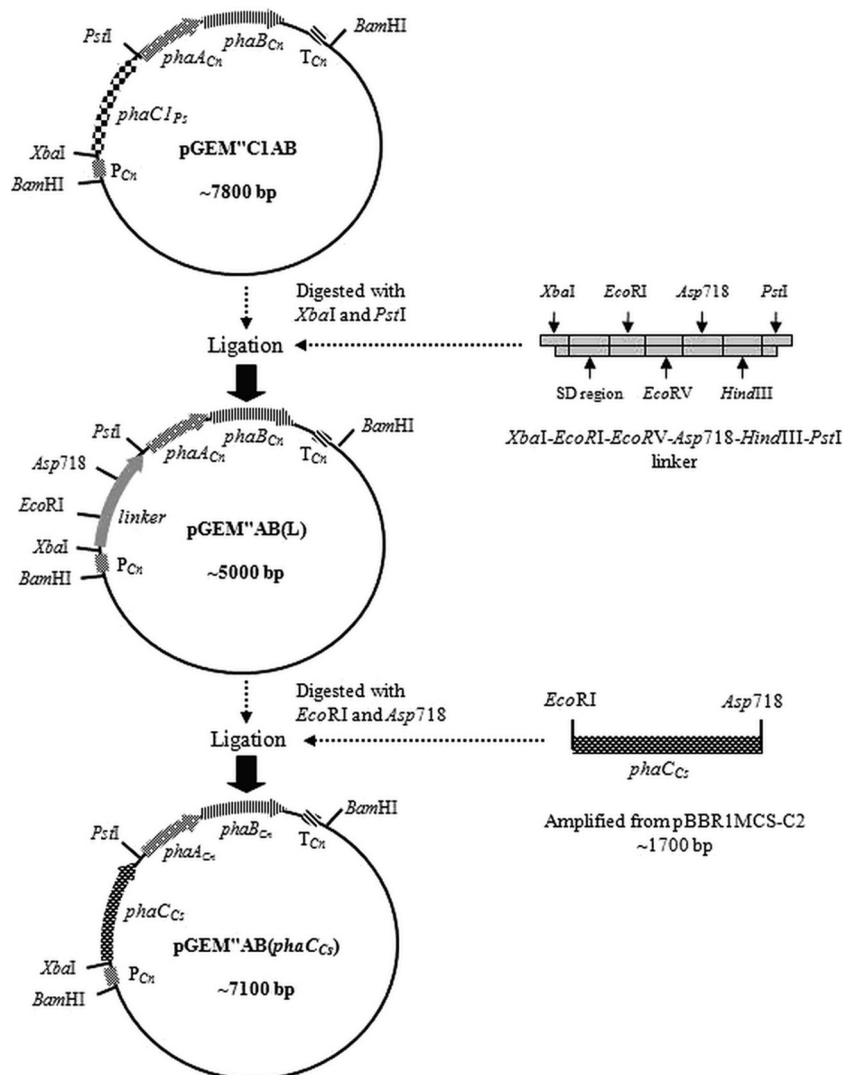 BamHI
PstI
phaACn
phaBCn
TCn
phaC1Ps
XbaI
PCn
BamHI
pGEM"C1AB
~7800 bp
Digested with
XbaI and PstI
Ligation
XbaI
EcoRI
Asp718
PstI
SD region
EcoRV
HindIII
XbaI-EcoRI-EcoRV-Asp718-HindIII-PstI
linker
BamHI
PstI
phaACn
phaBCn
TCn
Asp718
EcoRI
linker
XbaI
PCn
BamHI
pGEM"AB(L)
~5000 bp
Digested with
EcoRI and Asp718
Ligation
EcoRI
Asp718
phaCCs
Amplified from pBBR1MCS-C2
~1700 bp
BamHI
PstI
phaACn
phaBCn
TCn
phaCCs
XbaI
PCn
BamHI
pGEM"AB(phaCCs)
~7100 bp